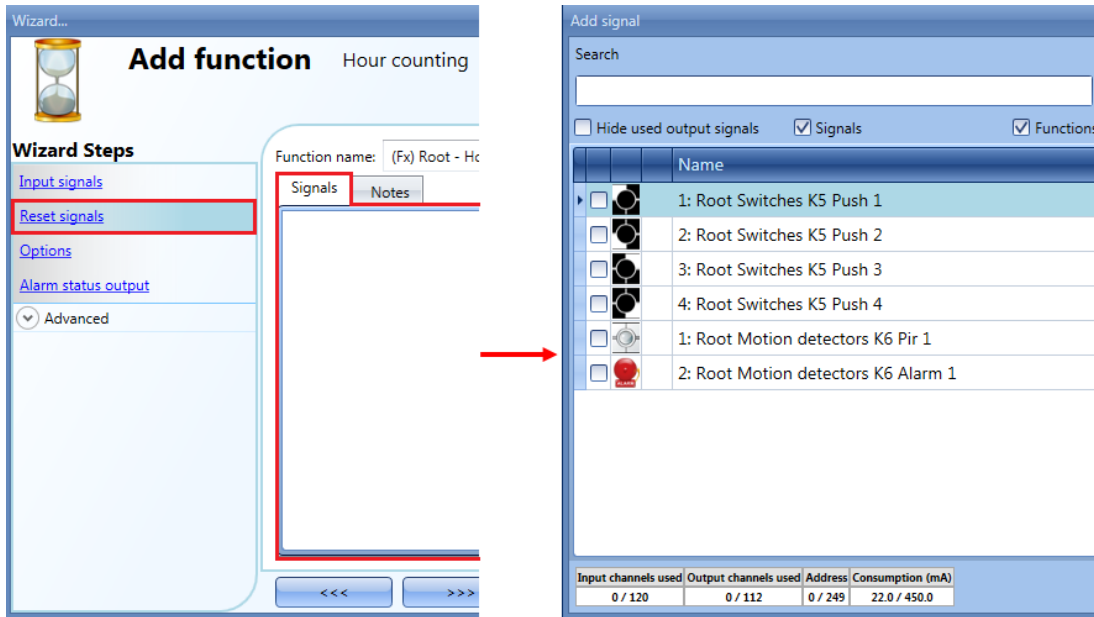 Wizard...
Add function Hour counting
Wizard Steps
Input signals
Reset signals
Options
Alarm status output
Advanced
Function name: (Fx) Root - Ho
Signals Notes
<<< >>>
Add signal
Search
Hide used output signals Signals Functions
Name
1: Root Switches K5 Push 1
2: Root Switches K5 Push 2
3: Root Switches K5 Push 3
4: Root Switches K5 Push 4
1: Root Motion detectors K6 Pir 1
ALARM 2: Root Motion detectors K6 Alarm 1
Input channels used Output channels used Address Consumption (mA)
0 / 120 0 / 112 0 / 249 22.0 / 450.0